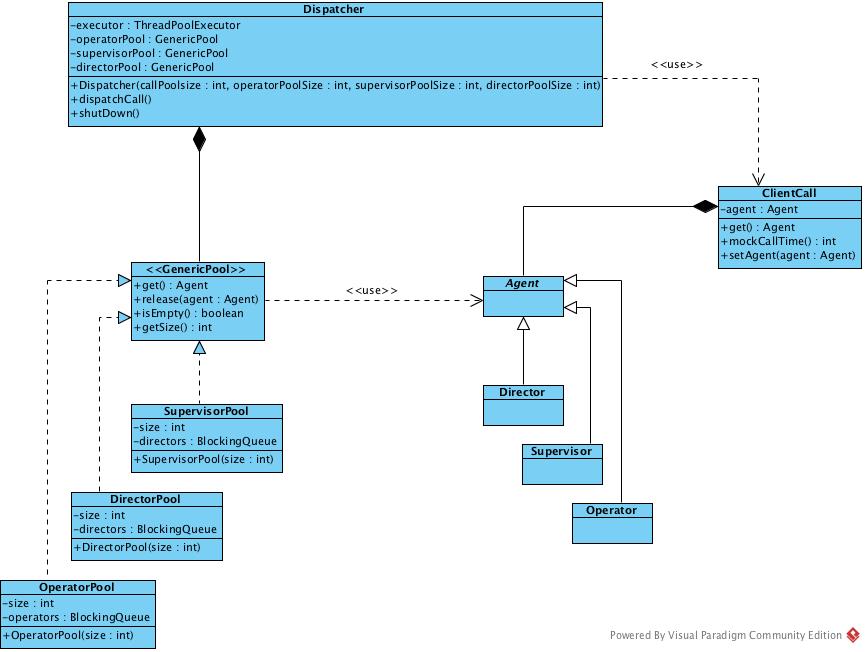 Dispatcher
-executor : ThreadPoolExecutor
-operatorPool : GenericPool
-supervisorPool : GenericPool
-directorPool : GenericPool
+Dispatcher(callPoolsize : int, operatorPoolSize : int, supervisorPoolSize : int, directorPoolSize : int)
+dispatchCall()
+shutDown()
<<use>>
ClientCall
-agent : Agent
+get() : Agent
+mockCallTime() : int
+setAgent(agent : Agent)
<<GenericPool>>
+get() : Agent
+release(agent : Agent)
+isEmpty() : boolean
+getSize() : int
<<use>>
Agent
Director
Supervisor
Operator
SupervisorPool
-size : int
-directors : BlockingQueue
+SupervisorPool(size : int)
DirectorPool
-size : int
-directors : BlockingQueue
+DirectorPool(size : int)
OperatorPool
-size : int
-operators : BlockingQueue
+OperatorPool(size : int)
Powered By Visual Paradigm Community Edition